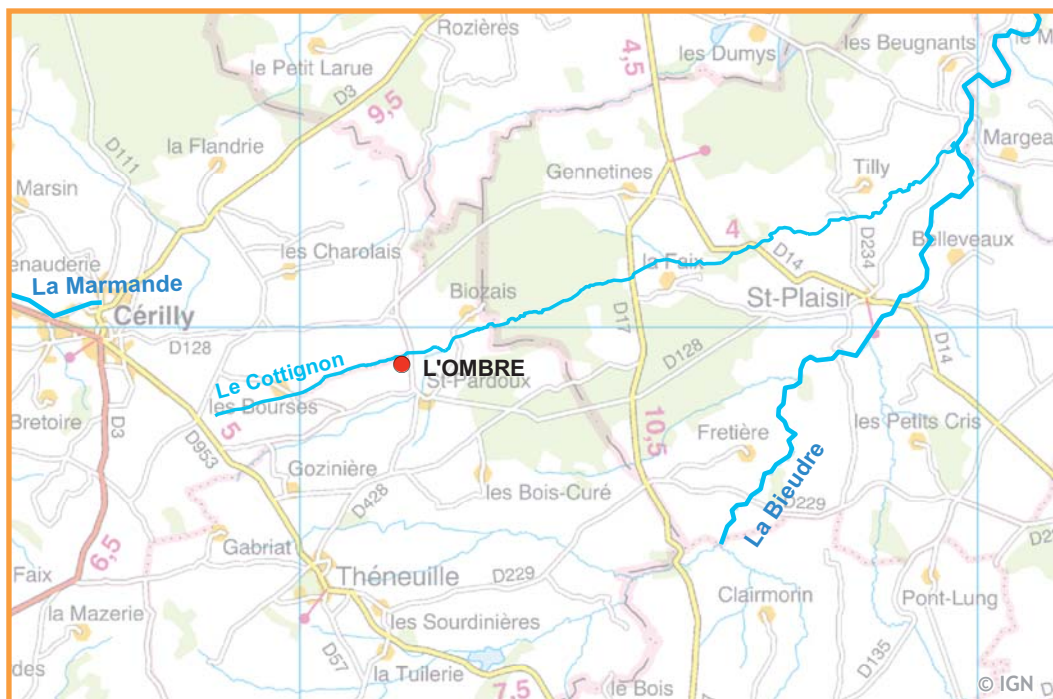 Rozières
les Dumys
les Beugnants
le M
le Petit Larue
D3
9,5
4,5
D111
la Flandrie
Gennetines
Tilly
Margea
Marsin
les Charolais
4
D14
D234
Belleveaux
enauderie
La Marmande
la Faix
Biozais
St-Plaisir
Cérilly
D17
D128
D128
L'OMBRE
Le Cottignon
St-Pardoux
D14
les Bourses
Bretoire
5
D3
D953
10,5
Fretière
les Petits Cris
Gozinière
les Bois-Curé
D428
La Bieudre
D229
Gabriat
6,5
Faix
Théneuille
D229
Clairmorin
Pont-Lung
la Mazerie
les Sourdinières
des
D57
la Tuilerie
D135
7,5
le Bois
© IGN